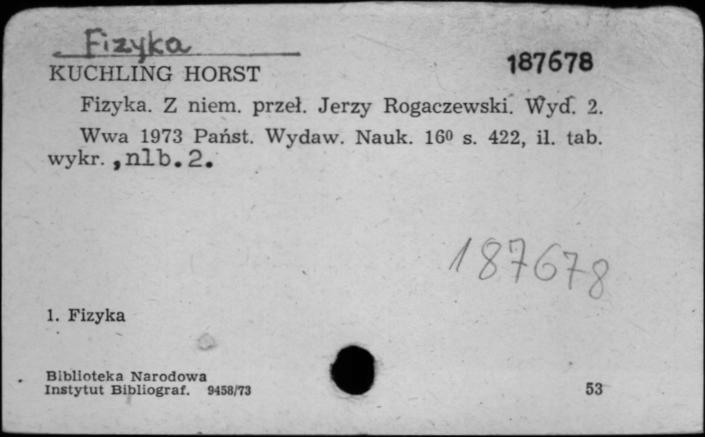 Fizyka
187678
KUCHLING HORST
Fizyka. Z niem. przeł. Jerzy Rogaczewski. Wyd. 2.
Wwa 1973 Państ. Wydaw. Nauk. 16⁰ s. 422, il. tab.
wykr. ,nlb.2.
187678
1. Fizyka
Biblioteka Narodowa
Instytut Bibliograf. 9458/73
53